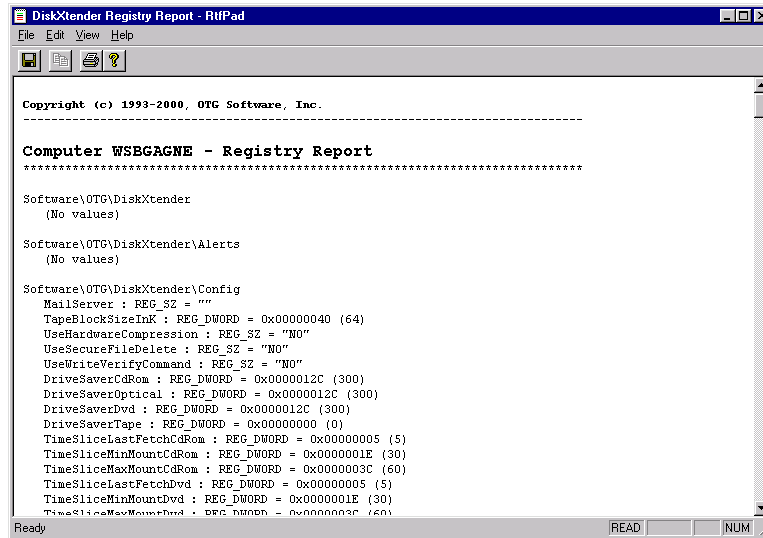 DiskXtender Registry Report - RtfPad
File Edit View Help
Copyright (c) 1993-2000, OTG Software, Inc.
--------------------------------------------------------------------------------
Computer WSBGAGNE - Registry Report
********************************************************************************
Software\OTG\DiskXtender
(No values)
Software\OTG\DiskXtender\Alerts
(No values)
Software\OTG\DiskXtender\Config
MailServer : REG_SZ = ""
TapeBlockSizeInK : REG_DWORD = 0x00000040 (64)
UseHardwareCompression : REG_SZ = "NO"
UseSecureFileDelete : REG_SZ = "NO"
UseWriteVerifyCommand : REG_SZ = "NO"
DriveSaverCdRom : REG_DWORD = 0x0000012C (300)
DriveSaverOptical : REG_DWORD = 0x0000012C (300)
DriveSaverDvd : REG_DWORD = 0x0000012C (300)
DriveSaverTape : REG_DWORD = 0x00000000 (0)
TimeSliceLastFetchCdRom : REG_DWORD = 0x00000005 (5)
TimeSliceMinMountCdRom : REG_DWORD = 0x0000001E (30)
TimeSliceMaxMountCdRom : REG_DWORD = 0x0000003C (60)
TimeSliceLastFetchDvd : REG_DWORD = 0x00000005 (5)
TimeSliceMinMountDvd : REG_DWORD = 0x0000001E (30)
TimeSliceMaxMountDvd : REG_DWORD = 0x0000003C (60)
Ready READ NUM